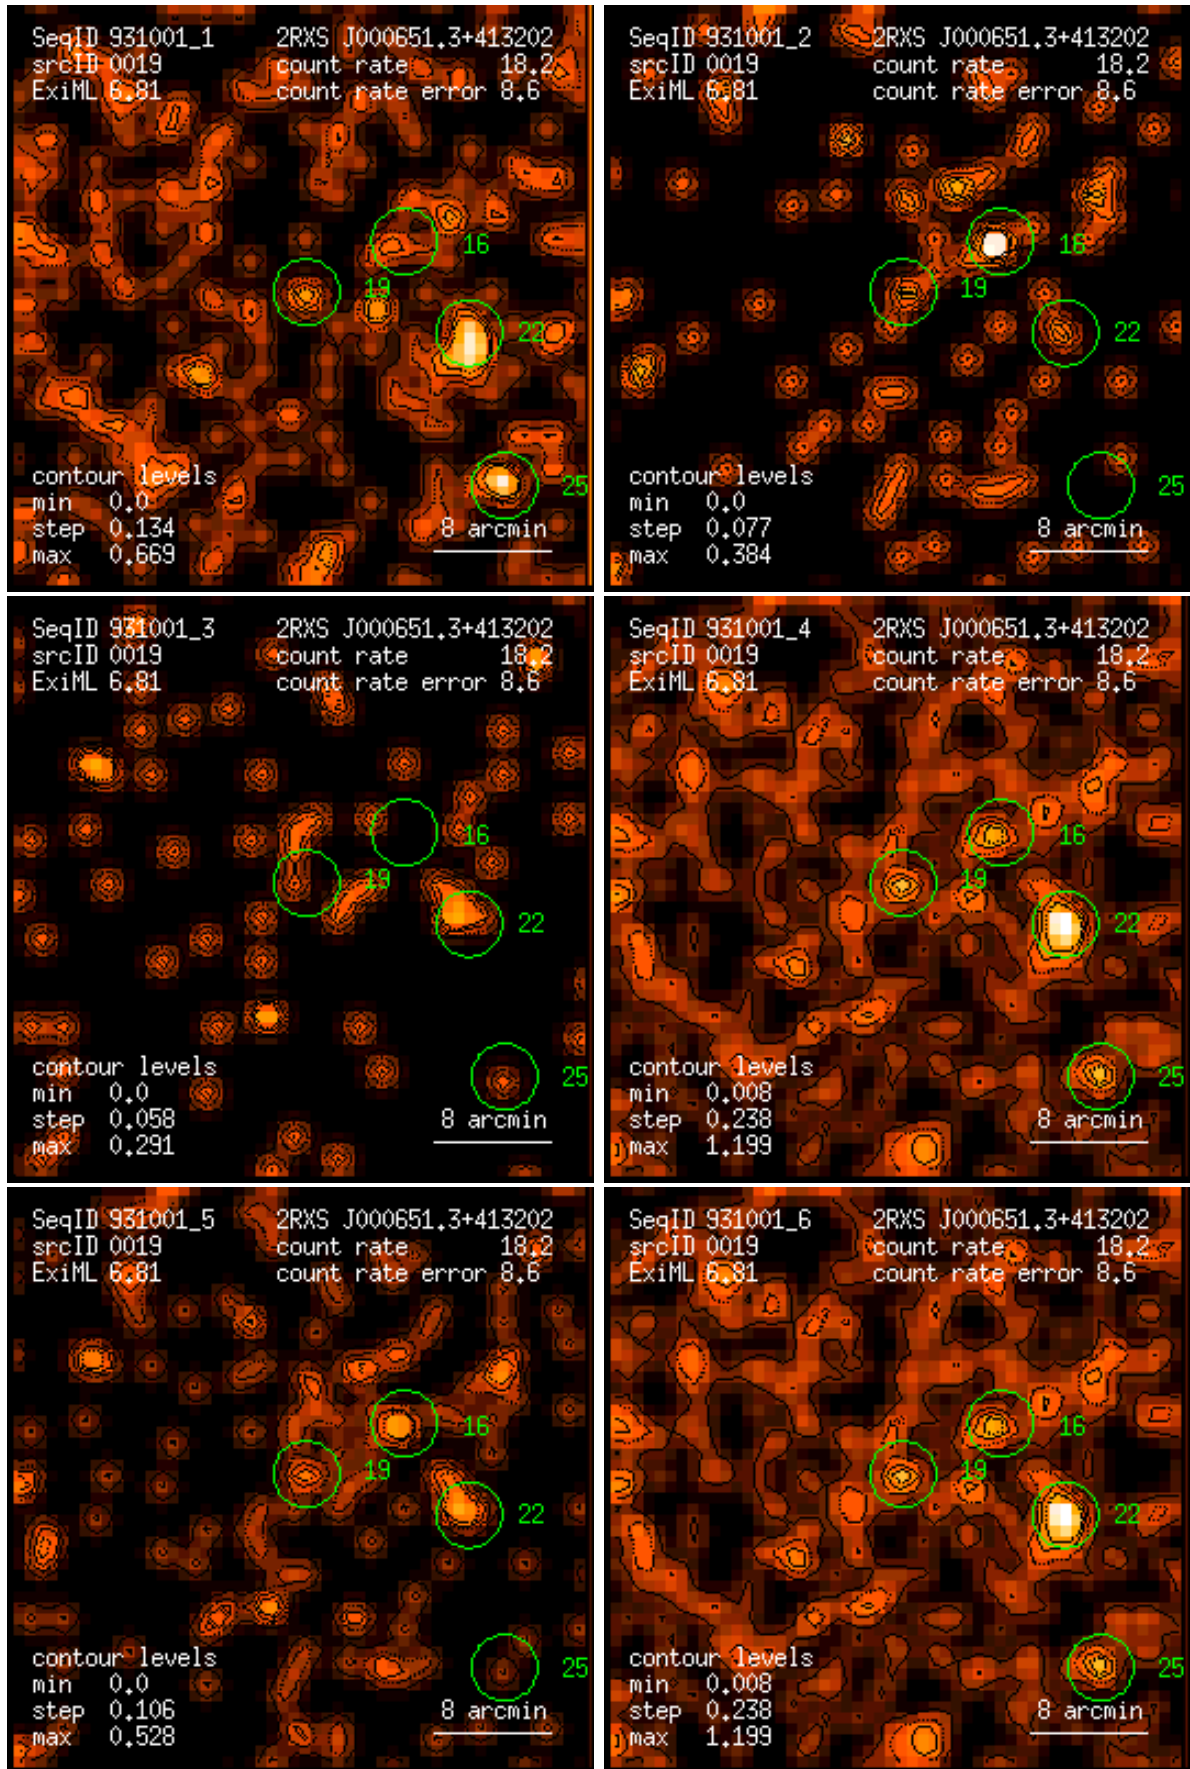 SeqID 931001_1 2RXS J000651.3+413202
srcID 0019 count rate 18.2
ExiML 6.81 count rate error 8.6
16
19
22
25
contour levels
min 0.0
step 0.134
max 0.669
8 arcmin
SeqID 931001_2 2RXS J000651.3+413202
srcID 0019 count rate 18.2
ExiML 6.81 count rate error 8.6
16
19
22
25
contour levels
min 0.0
step 0.077
max 0.384
8 arcmin
SeqID 931001_3 2RXS J000651.3+413202
srcID 0019 count rate 18.2
ExiML 6.81 count rate error 8.6
16
19
22
25
contour levels
min 0.0
step 0.058
max 0.291
8 arcmin
SeqID 931001_4 2RXS J000651.3+413202
srcID 0019 count rate 18.2
ExiML 6.81 count rate error 8.6
16
19
22
25
contour levels
min 0.008
step 0.238
max 1.199
8 arcmin
SeqID 931001_5 2RXS J000651.3+413202
srcID 0019 count rate 18.2
ExiML 6.81 count rate error 8.6
16
19
22
25
contour levels
min 0.0
step 0.106
max 0.528
8 arcmin
SeqID 931001_6 2RXS J000651.3+413202
srcID 0019 count rate 18.2
ExiML 6.81 count rate error 8.6
16
19
22
25
contour levels
min 0.008
step 0.238
max 1.199
8 arcmin